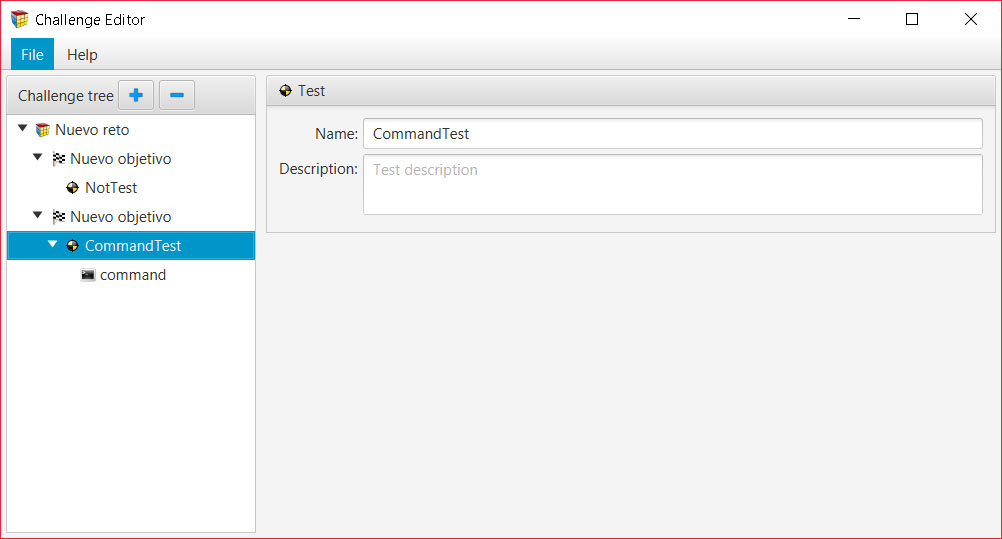 Challenge Editor
File Help
Challenge tree
Nuevo reto
Nuevo objetivo
NotTest
Nuevo objetivo
CommandTest
command
Test
Name: CommandTest
Description: Test description